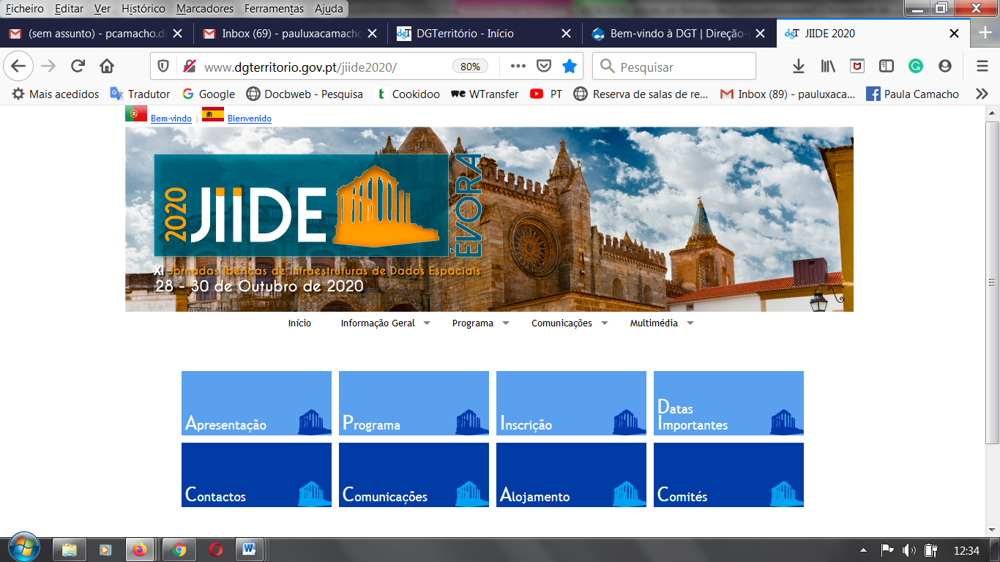 Ficheiro Editar Ver Histórico Marcadores Ferramentas Ajuda
(sem assunto) - pcamacho.d
Inbox (69) - pauluxacamacho
DGTerritório - Início
Bem-vindo à DGT | Direção-
JIIDE 2020
www.dgterritorio.gov.pt/jiide2020/
80%
Pesquisar
Mais acedidos
Tradutor
Google
Docbweb - Pesquisa
Cookidoo
WTransfer
PT
Reserva de salas de re...
Inbox (89) - pauluxaca...
Paula Camacho
Bem-vindo | Bienvenido
2020 JIIDE ÉVORA
XI Jornadas Ibéricas de Infraestruturas de Dados Espaciais
28 - 30 de Outubro de 2020
Início Informação Geral Programa Comunicações Multimédia
Apresentação
Programa
Inscrição
Datas
Importantes
Contactos
Comunicações
Alojamento
Comités
12:34